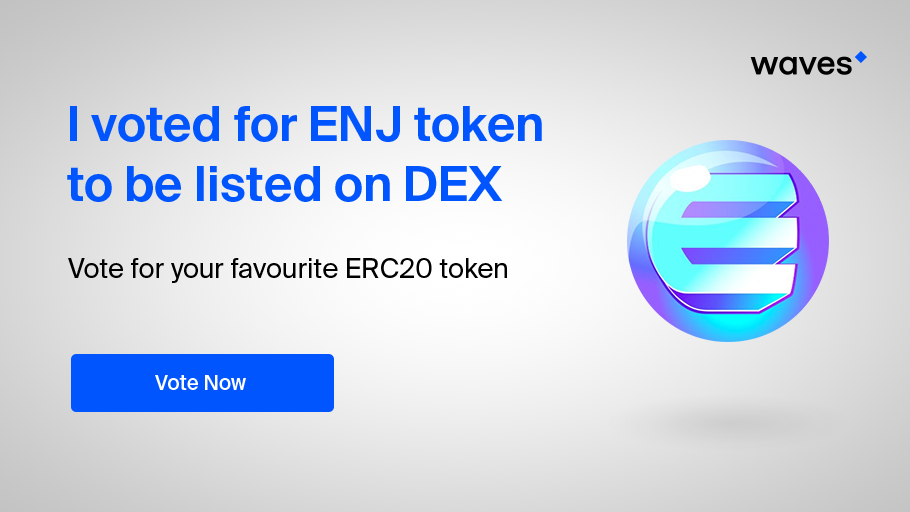 waves
I voted for ENJ token
to be listed on DEX
Vote for your favourite ERC20 token
Vote Now